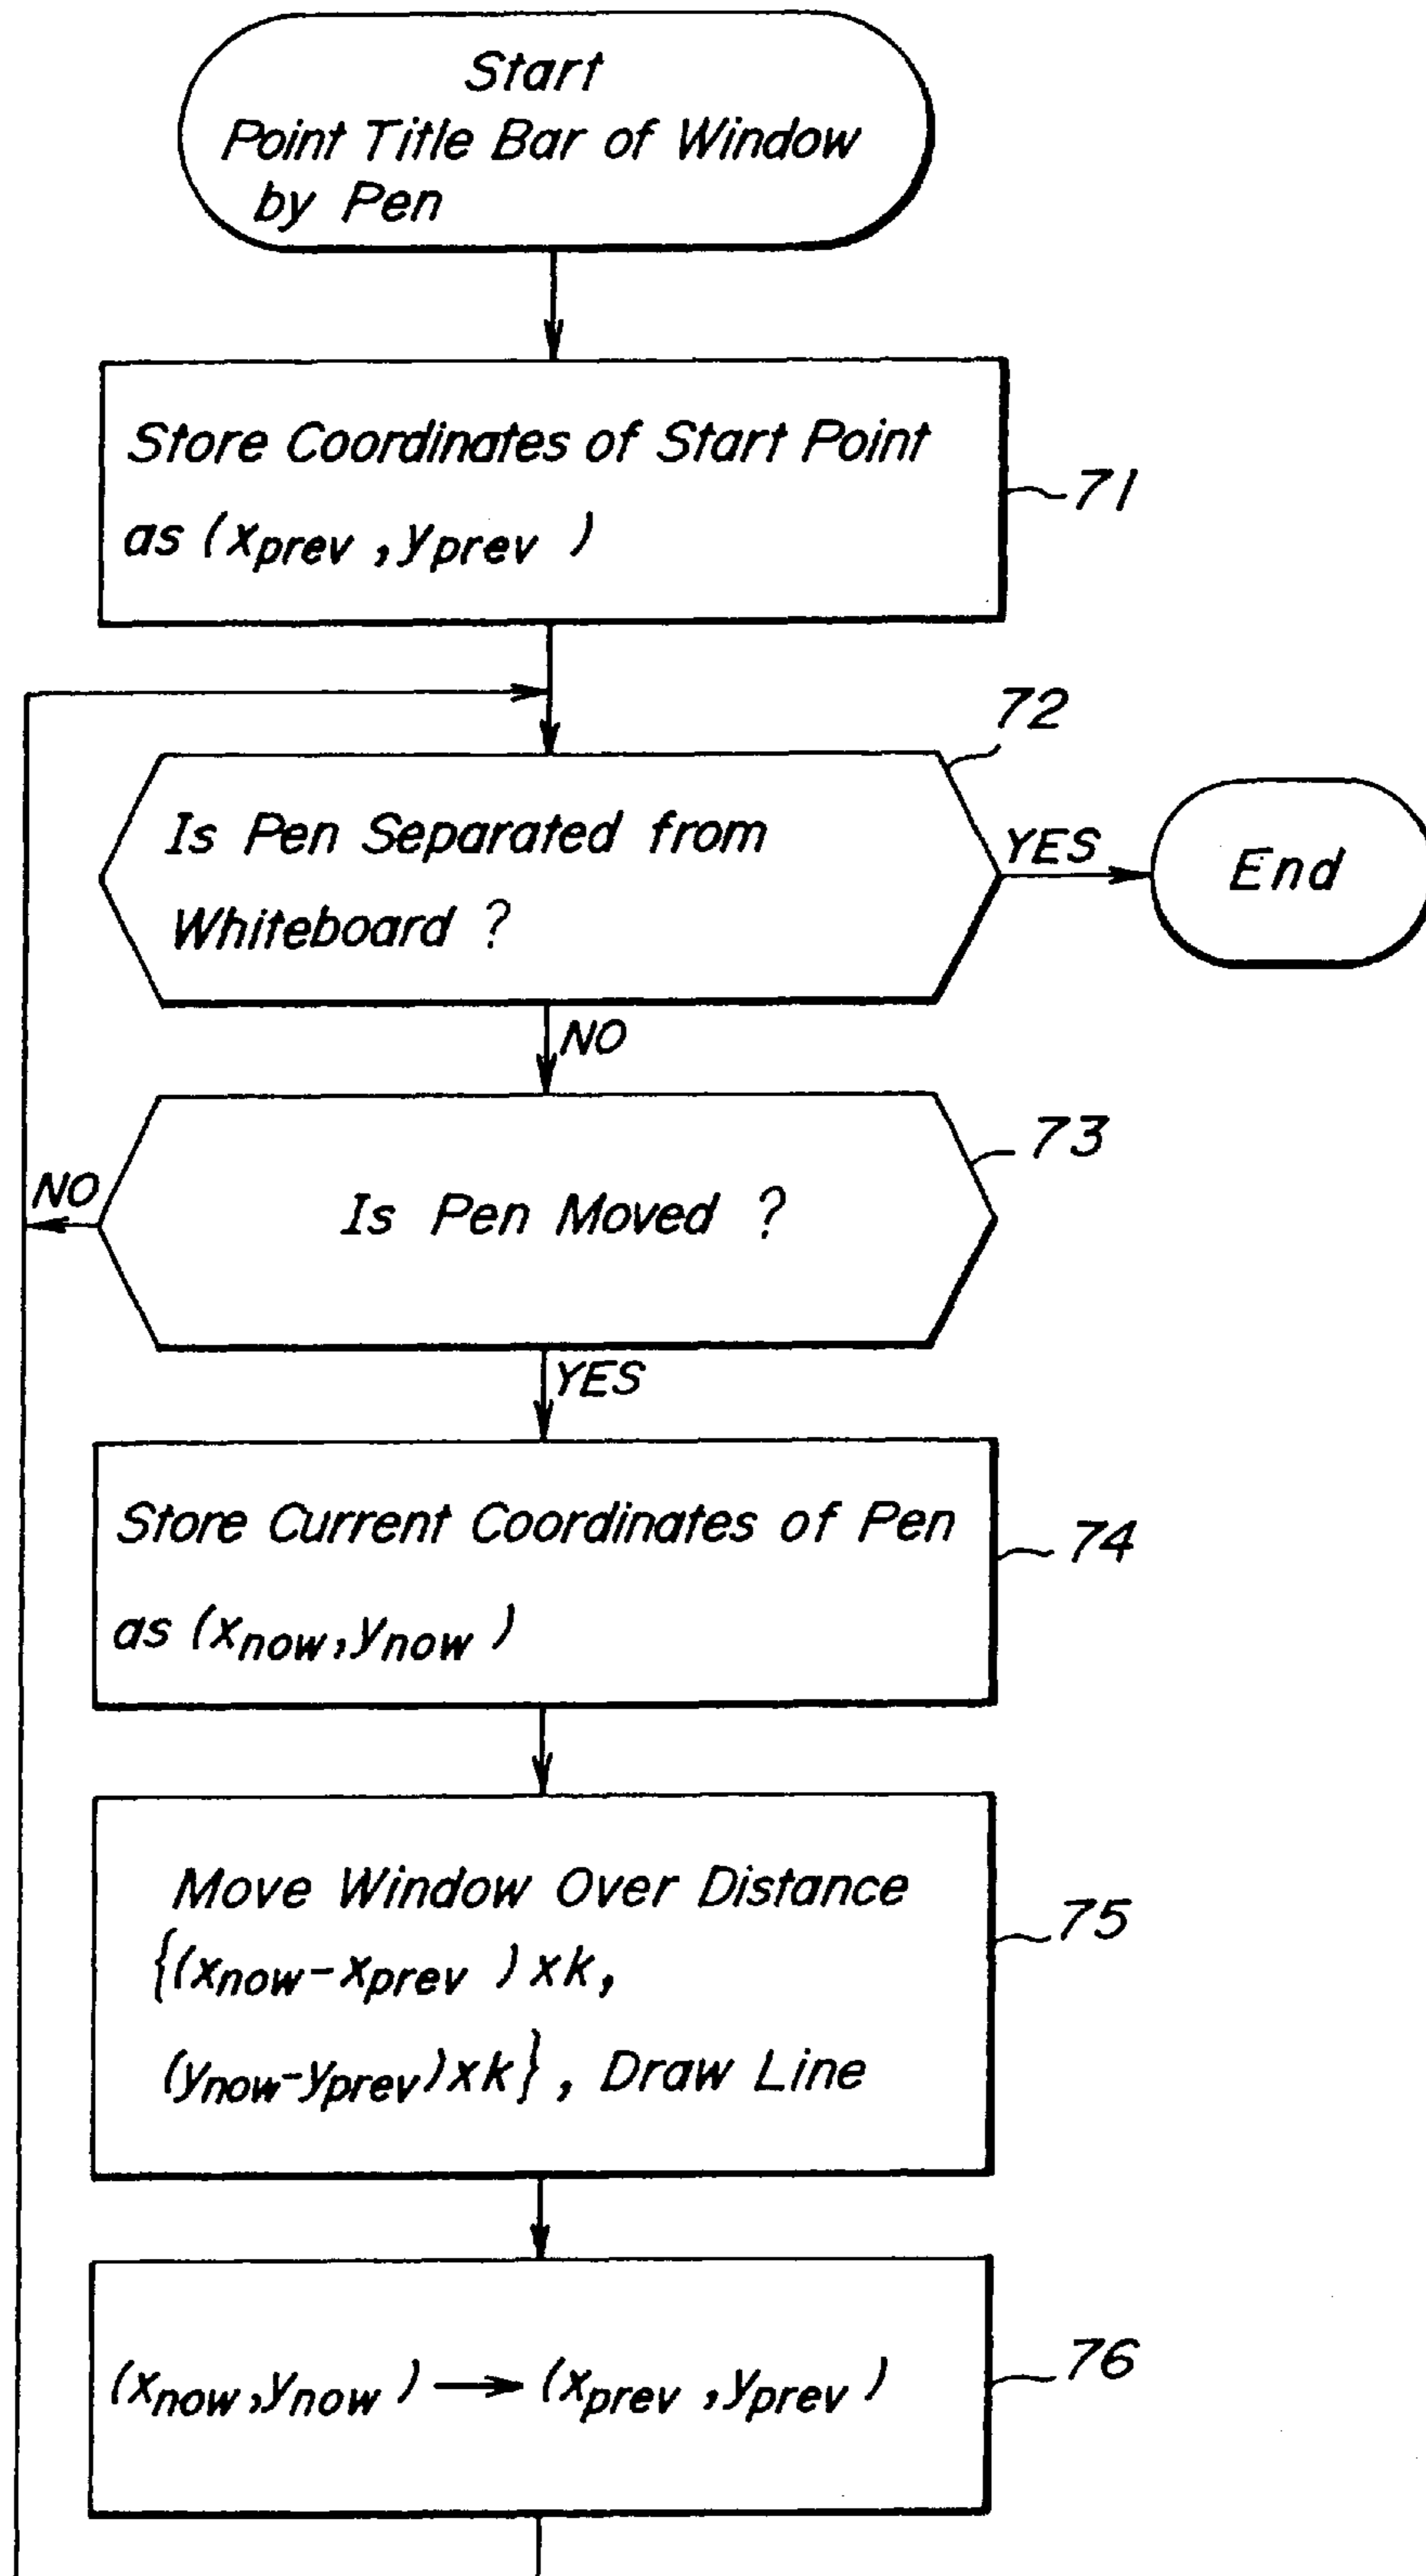 Start
Point Title Bar of Window
by Pen
Store Coordinates of Start Point
as (xprev, yprev)
71
72
Is Pen Separated from
Whiteboard ?
YES
End
NO
73
Is Pen Moved ?
NO
YES
Store Current Coordinates of Pen
as (xnow, ynow)
74
Move Window Over Distance
{(xnow-xprev) xk,
(ynow-yprev) xk}, Draw Line
75
(xnow, ynow) → (xprev, yprev)
76